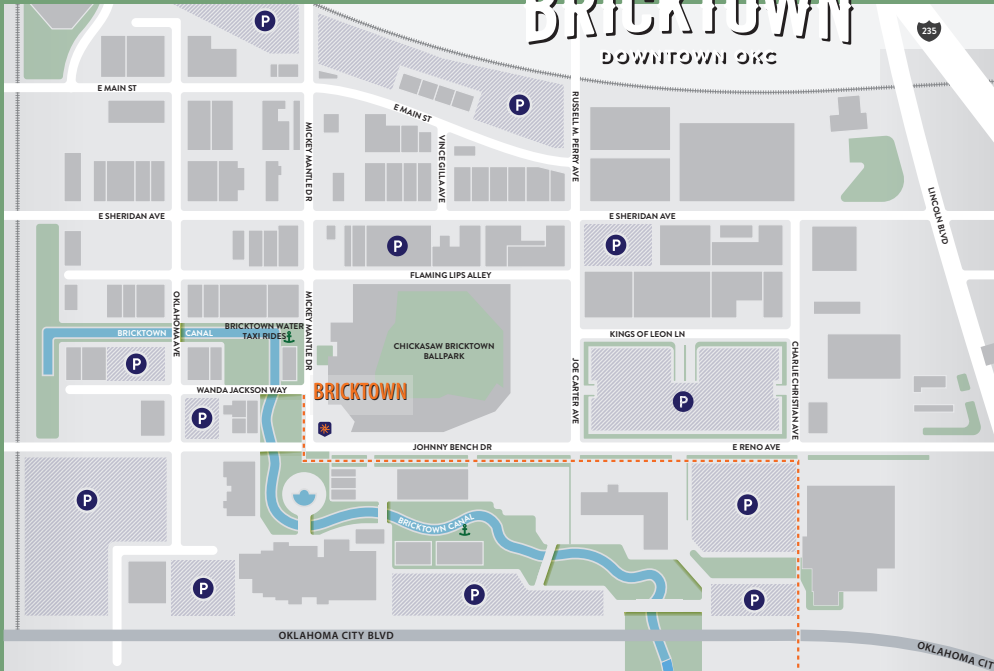 BRICKTOWN
DOWNTOWN OKC
235
P
P
E MAIN ST
E MAIN ST
RUSSELL M. PERRY AVE
MICKEY MANTLE DR
VINCE GILL AVE
E SHERIDAN AVE
E SHERIDAN AVE
LINCOLN BLVD
P
P
FLAMING LIPS ALLEY
OKLAHOMA AVE
MICKEY MANTLE DR
BRICKTOWN CANAL
BRICKTOWN WATER
TAXI RIDES
KINGS OF LEON LN
CHICKASAW BRICKTOWN
BALLPARK
P
JOE CARTER AVE
CHARLIE CHRISTIAN AVE
WANDA JACKSON WAY
BRICKTOWN
P
P
JOHNNY BENCH DR
E RENO AVE
P
P
BRICKTOWN CANAL
P
P
P
OKLAHOMA CITY BLVD
OKLAHOMA CIT